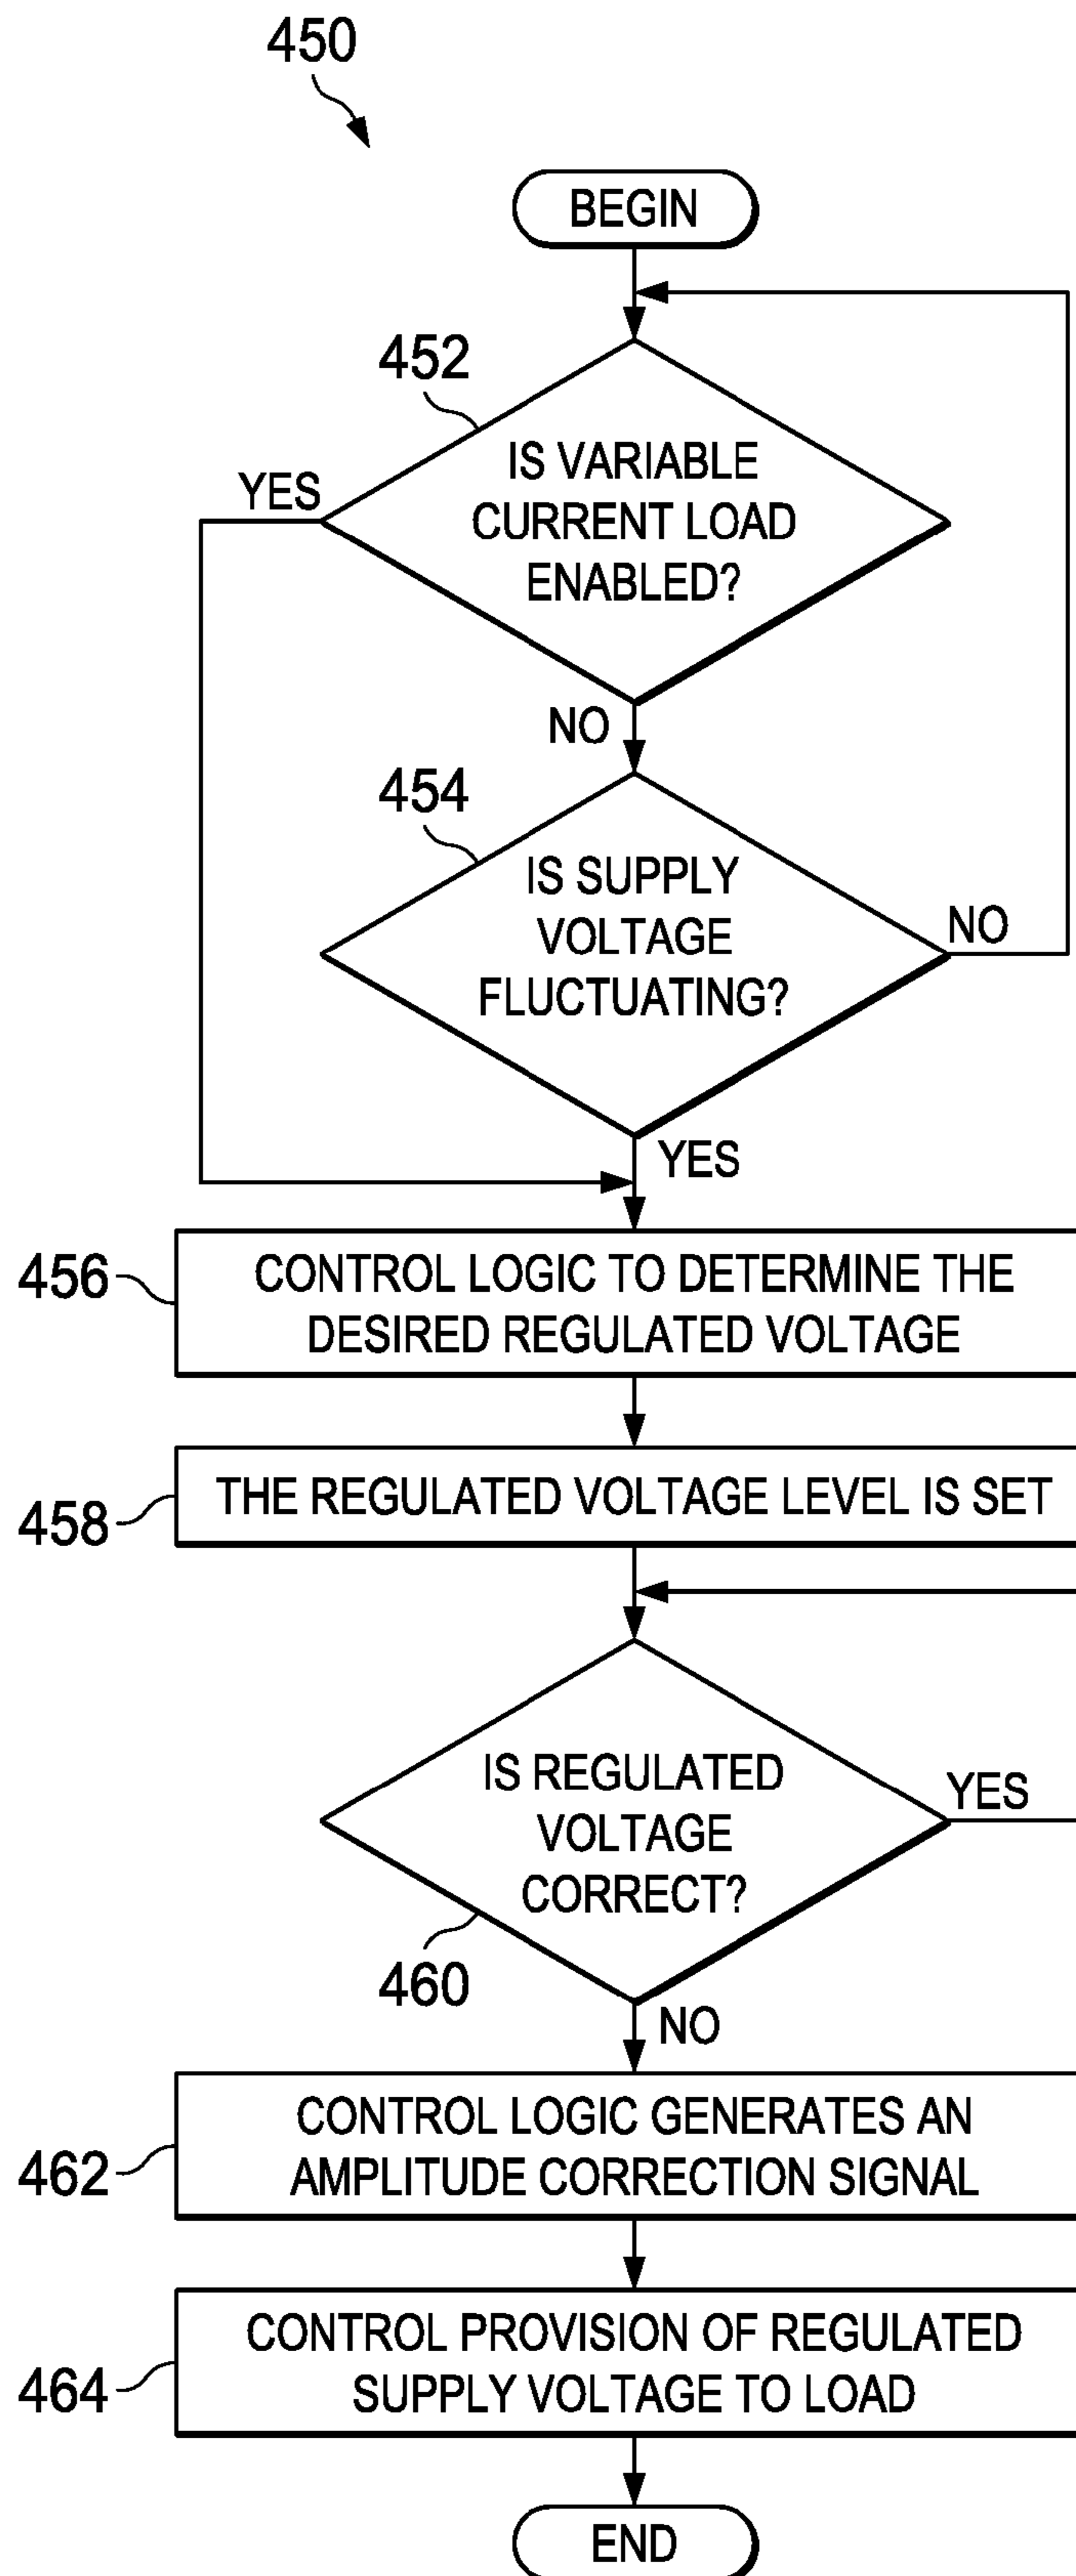 450
BEGIN
452
IS VARIABLE
CURRENT LOAD
ENABLED?
YES
NO
454
IS SUPPLY
VOLTAGE
FLUCTUATING?
NO
YES
456
CONTROL LOGIC TO DETERMINE THE
DESIRED REGULATED VOLTAGE
458
THE REGULATED VOLTAGE LEVEL IS SET
IS REGULATED
VOLTAGE
CORRECT?
YES
460
NO
462
CONTROL LOGIC GENERATES AN
AMPLITUDE CORRECTION SIGNAL
464
CONTROL PROVISION OF REGULATED
SUPPLY VOLTAGE TO LOAD
END